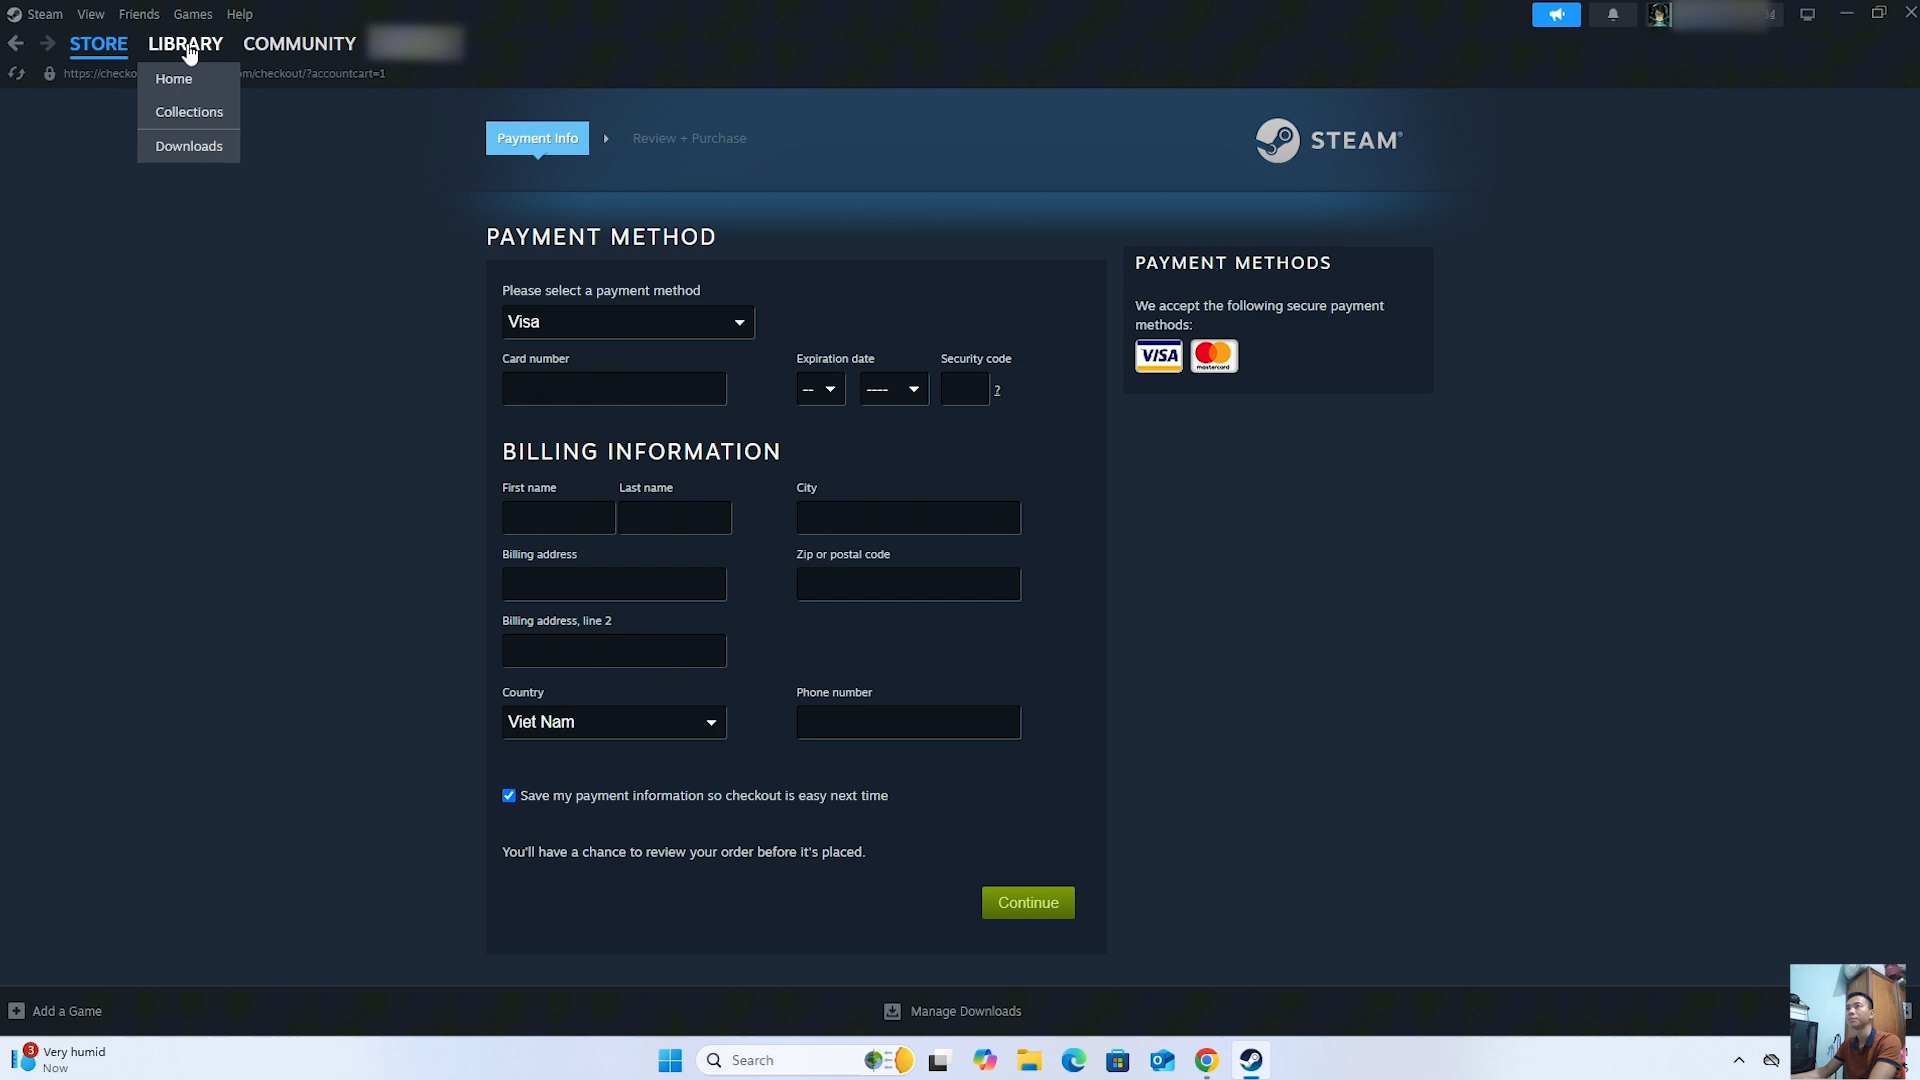 Steam View Friends Games Help
STORE LIBRARY COMMUNITY
https://checko m/checkout/?accountcart=1
Home
Collections
Downloads
Payment Info Review + Purchase
STEAM
PAYMENT METHOD
Please select a payment method
Visa
Card number Expiration date Security code
-- ---- ?
BILLING INFORMATION
First name Last name City
Billing address Zip or postal code
Billing address, line 2
Country Phone number
Viet Nam
Save my payment information so checkout is easy next time
You'll have a chance to review your order before it's placed.
Continue
PAYMENT METHODS
We accept the following secure payment
methods:
VISA mastercard
Add a Game Manage Downloads
3 Very humid
Now
Search